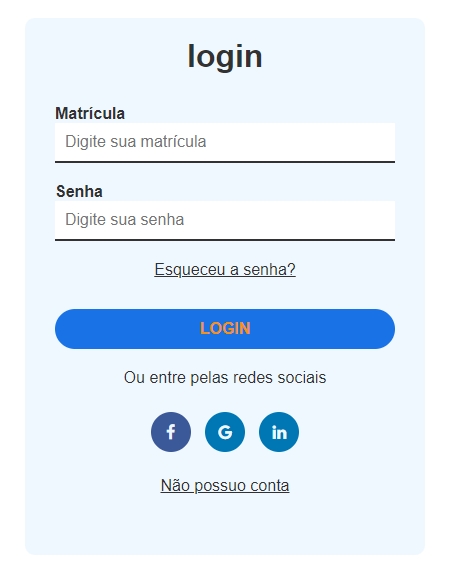 login
Matrícula
Digite sua matrícula
Senha
Digite sua senha
Esqueceu a senha?
LOGIN
Ou entre pelas redes sociais
f G in
Não possuo conta